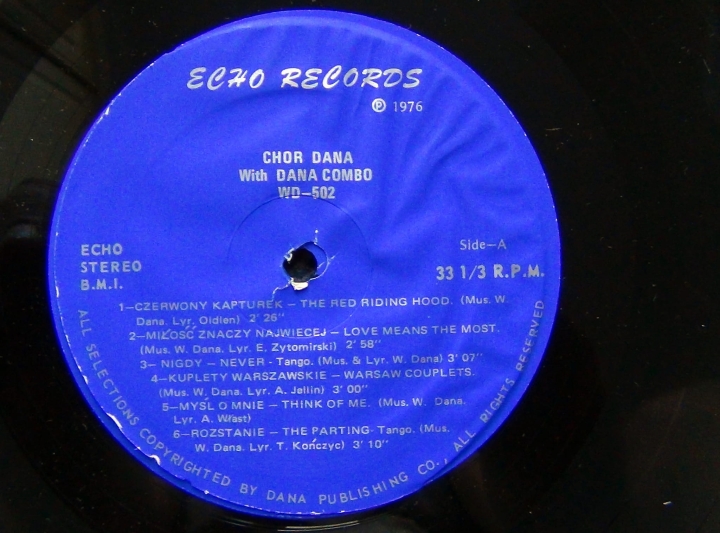 ECHO RECORDS
Ⓟ 1976
CHOR DANA
With DANA COMBO
WD–502
ECHO
STEREO
B.M.I.
Side–A
33 1/3 R.P.M.
1–CZERWONY KAPTUREK – THE RED RIDING HOOD. (Mus. W.
Dana. Lyr. Oldlen) 2' 26"
2–MIŁOŚĆ ZNACZY NAJWIECEJ – LOVE MEANS THE MOST.
(Mus. W. Dana. Lyr. E. Zytomirski) 2' 58"
3– NIGDY – NEVER - Tango. (Mus. & Lyr. W. Dana) 3' 07"
4–KUPLETY WARSZAWSKIE – WARSAW COUPLETS.
(Mus. W. Dana. Lyr. A. Jellin) 3' 00"
5–MYŚL O MNIE – THINK OF ME. (Mus. W. Dana.
Lyr. A. Włast)
6–ROZSTANIE – THE PARTING- Tango. (Mus.
W. Dana. Lyr. T. Kończyc) 3' 10"
ALL SELECTIONS COPYRIGHTED BY DANA PUBLISHING CO., ALL RIGHTS RESERVED